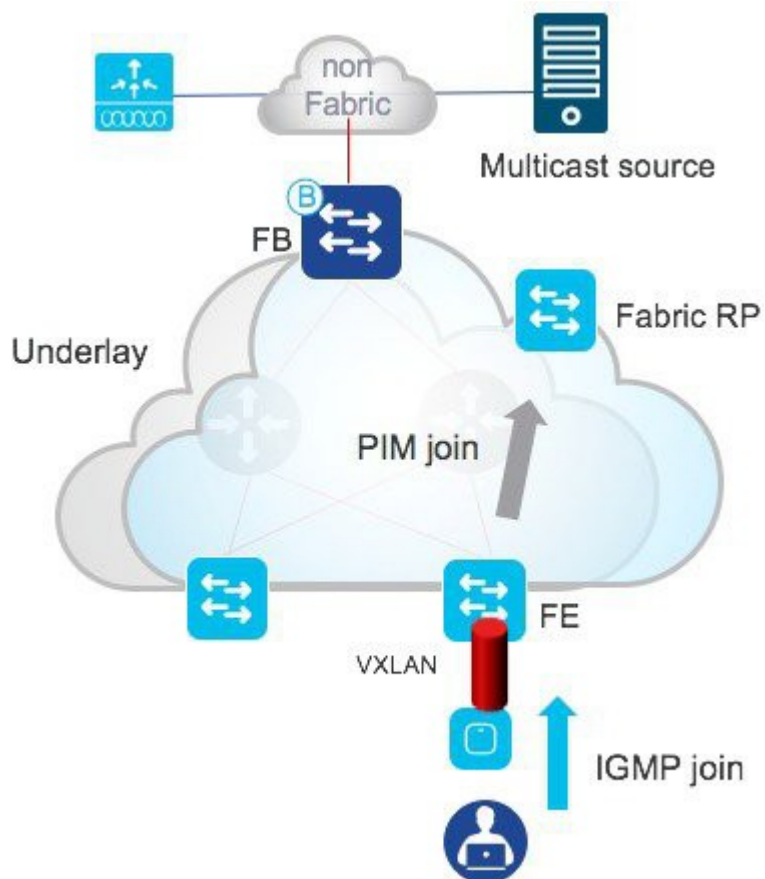 non
Fabric
Multicast source
B
FB
Fabric RP
Underlay
PIM join
FE
VXLAN
IGMP join